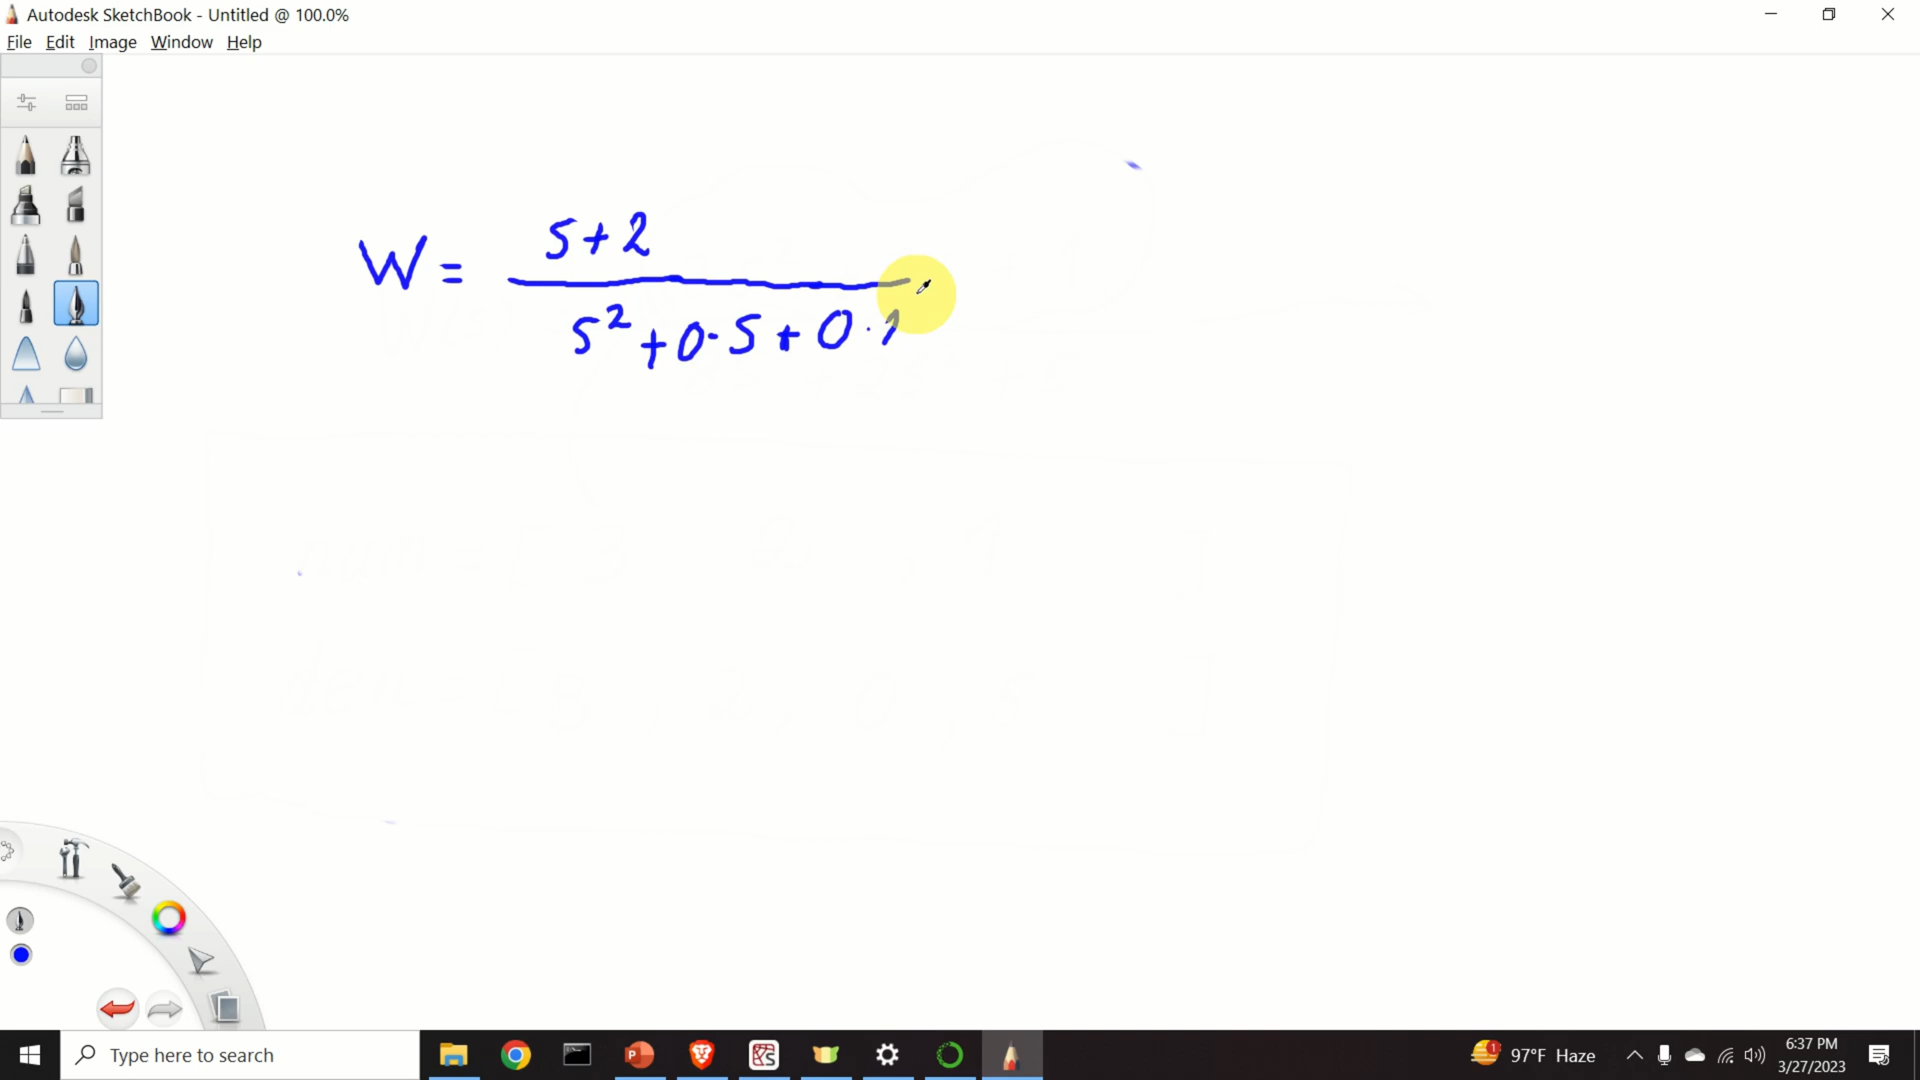 Autodesk SketchBook - Untitled @ 100.0%
File Edit Image Window Help
W = s+2
s² + 0·s + 0.1
Type here to search
97°F Haze
6:37 PM
3/27/2023